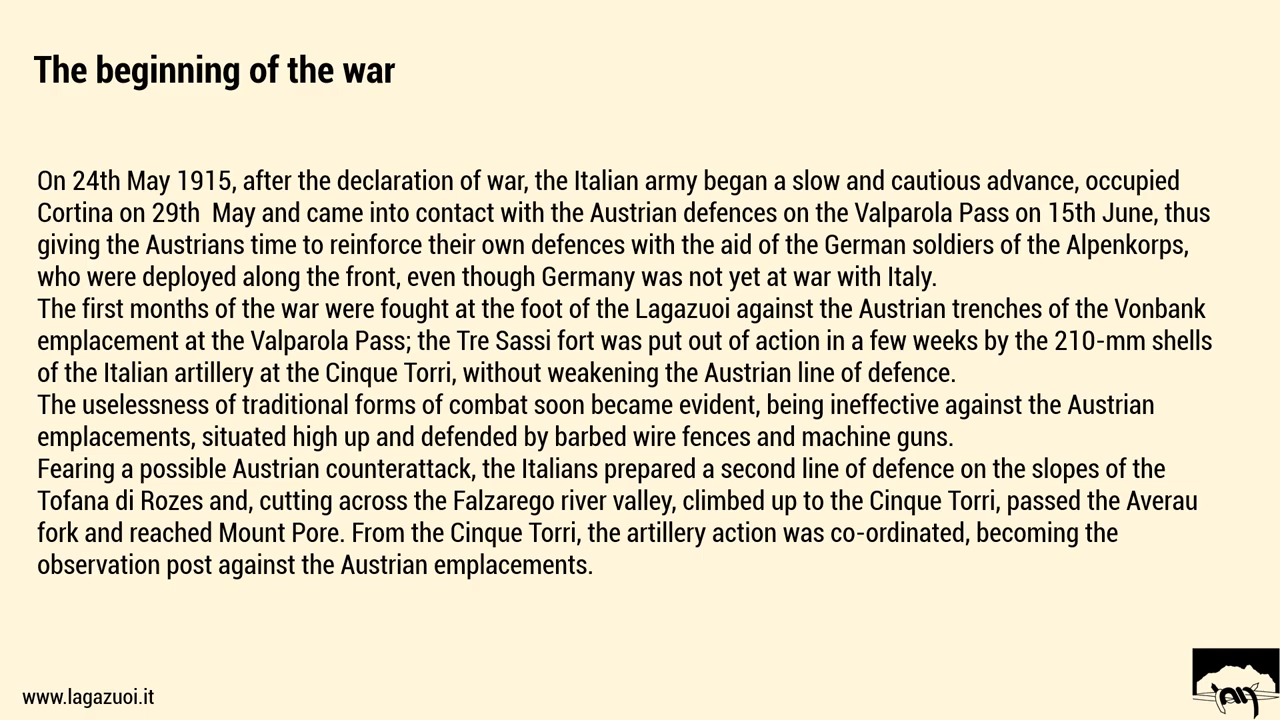 The beginning of the war
On 24th May 1915, after the declaration of war, the Italian army began a slow and cautious advance, occupied
Cortina on 29th  May and came into contact with the Austrian defences on the Valparola Pass on 15th June, thus
giving the Austrians time to reinforce their own defences with the aid of the German soldiers of the Alpenkorps,
who were deployed along the front, even though Germany was not yet at war with Italy.
The first months of the war were fought at the foot of the Lagazuoi against the Austrian trenches of the Vonbank
emplacement at the Valparola Pass; the Tre Sassi fort was put out of action in a few weeks by the 210-mm shells
of the Italian artillery at the Cinque Torri, without weakening the Austrian line of defence.
The uselessness of traditional forms of combat soon became evident, being ineffective against the Austrian
emplacements, situated high up and defended by barbed wire fences and machine guns.
Fearing a possible Austrian counterattack, the Italians prepared a second line of defence on the slopes of the
Tofana di Rozes and, cutting across the Falzarego river valley, climbed up to the Cinque Torri, passed the Averau
fork and reached Mount Pore. From the Cinque Torri, the artillery action was co-ordinated, becoming the
observation post against the Austrian emplacements.
www.lagazuoi.it